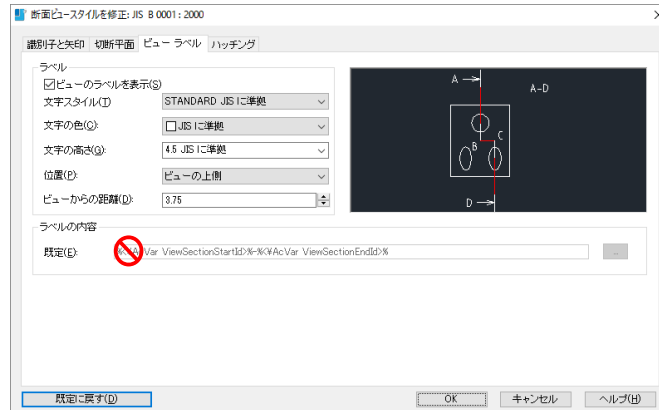 断面ビュースタイルを修正: JIS B 0001 : 2000
識別子と矢印 切断平面 ビュー ラベル ハッチング
ラベル
ビューのラベルを表示(S)
文字スタイル(T) STANDARD JIS に準拠
文字の色(C): JIS に準拠
文字の高さ(G): 4.5 JIS に準拠
位置(P): ビューの上側
ビューからの距離(D): 3.75
A
A-D
C
B
D
ラベルの内容
既定(E): Var ViewSectionStartId>%-%<¥AcVar ViewSectionEndId>%
...
既定に戻す(D) OK キャンセル ヘルプ(H)